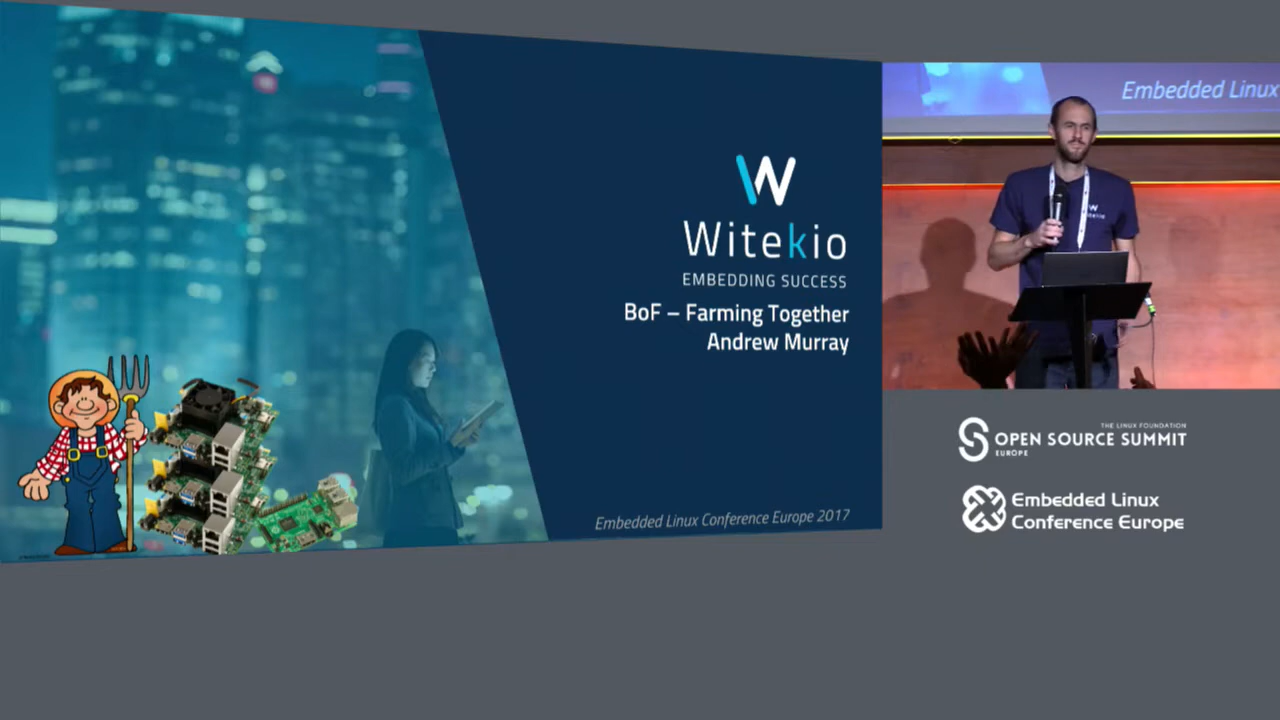 Witekio
EMBEDDING SUCCESS
BoF – Farming Together
Andrew Murray
Embedded Linux Conference Europe 2017
Embedded Linux
W
Witekio
THE LINUX FOUNDATION
OPEN SOURCE SUMMIT
EUROPE
Embedded Linux
Conference Europe